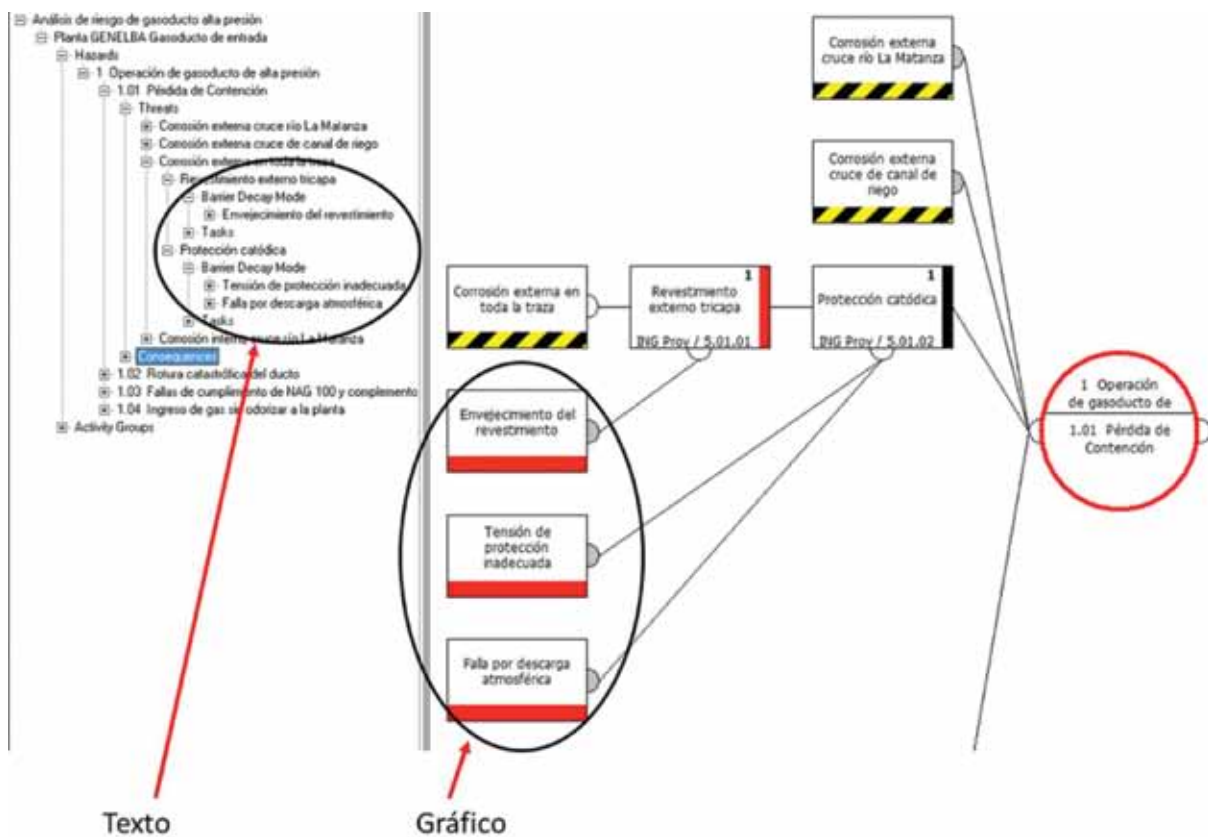 Análisis de riesgo de gasoducto alta presión
Planta GENELBA Gasoducto de entrada
Hazards
1 Operación de gasoducto de alta presión
1.01 Pérdida de Contención
Threats
Corrosión externa cruce río La Matanza
Corrosión externa cruce de canal de riego
Corrosión externa en toda la traza
Revestimiento externo tricapa
Barrier Decay Mode
Envejecimiento del revestimiento
Tasks
Protección catódica
Barrier Decay Mode
Tensión de protección inadecuada
Falla por descarga atmosférica
Tasks
Corrosión interna cruce río La Matanza
Consequences
1.02 Rotura catastrófica del ducto
1.03 Fallas de cumplimento de NAG 100 y complemento
1.04 Ingreso de gas sin odorizar a la planta
Activity Groups
Corrosión externa
cruce río La Matanza
Corrosión externa
cruce de canal de
riego
Corrosión externa en
toda la traza
1
Revestimiento
externo tricapa
ING Proy / 5.01.01
1
Protección catódica
ING Proy / 5.01.02
Envejecimiento del
revestimiento
Tensión de
protección
inadecuada
Falla por descarga
atmosférica
1 Operación
de gasoducto de
1.01 Pérdida de
Contención
Texto
Gráfico